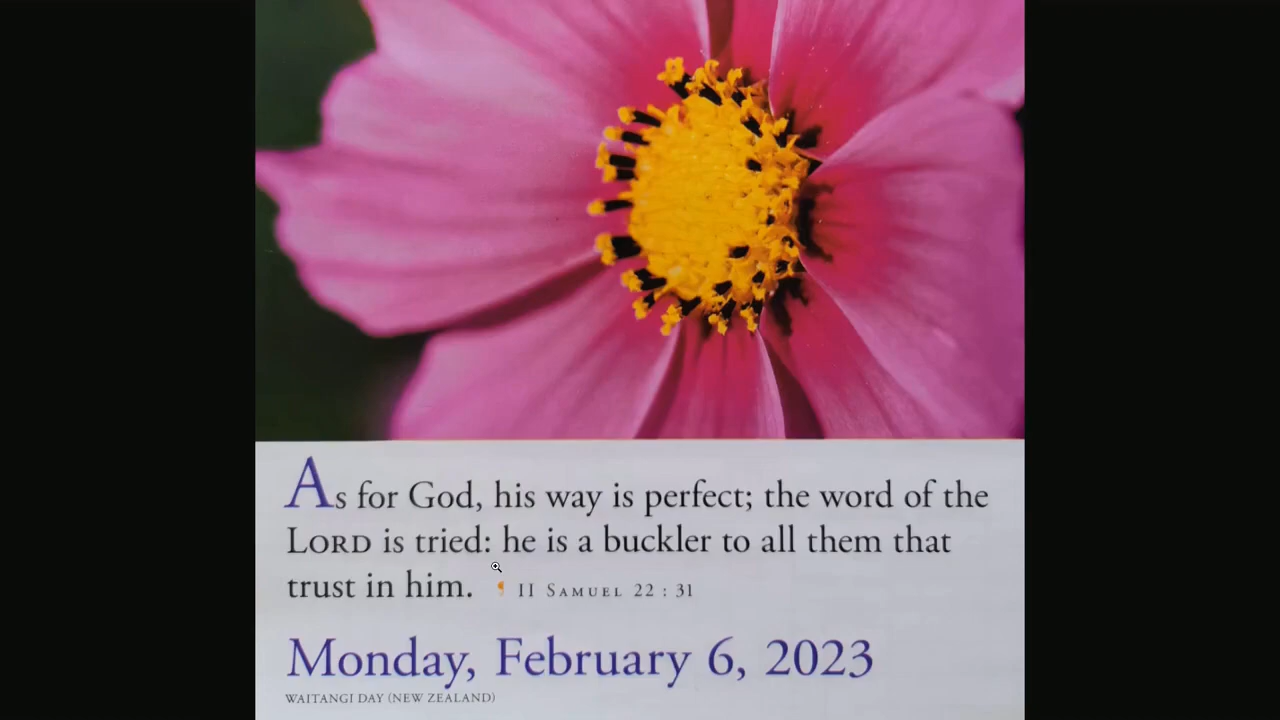 As for God, his way is perfect; the word of the
LORD is tried: he is a buckler to all them that
trust in him. ¶ II SAMUEL 22 : 31
Monday, February 6, 2023
WAITANGI DAY (NEW ZEALAND)